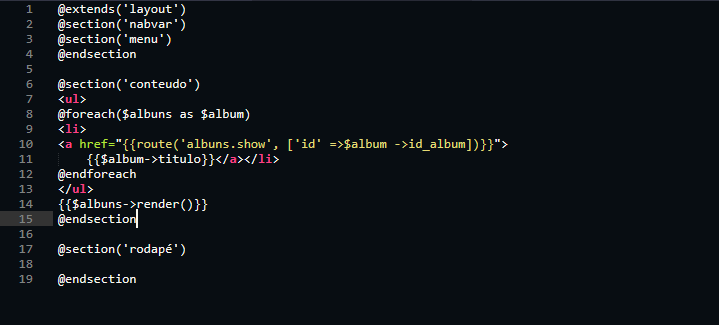 1 @extends('layout')
2 @section('nabvar')
3 @section('menu')
4 @endsection
5
6 @section('conteudo')
7 <ul>
8 @foreach($albuns as $album)
9 <li>
10 <a href="{{route('albuns.show', ['id' =>$album ->id_album])}}">
11     {{$album->titulo}}</a></li>
12 @endforeach
13 </ul>
14 {{$albuns->render()}}
15 @endsection
16
17 @section('rodapé')
18
19 @endsection